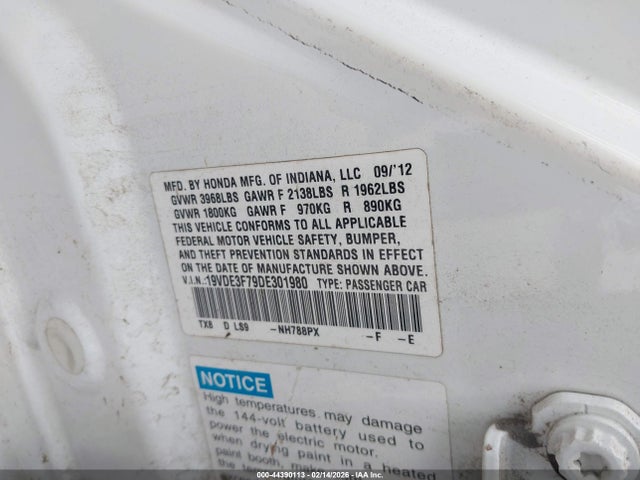 MFD. BY HONDA MFG. OF INDIANA, LLC 09/'12
GVWR 3968LBS GAWR F 2138LBS R 1962LBS
GVWR 1800KG GAWR F 970KG R 890KG
THIS VEHICLE CONFORMS TO ALL APPLICABLE
FEDERAL MOTOR VEHICLE SAFETY, BUMPER,
AND THEFT PREVENTION STANDARDS IN EFFECT
ON THE DATE OF MANUFACTURE SHOWN ABOVE.
V.I.N.:19VDE3F79DE301980 TYPE: PASSENGER CAR
TX8 D LS9 -NH788PX -F -E
NOTICE
High temperatures may damage
the 144-volt battery used to
power the electric motor.
when drying paint in a heated
paint booth,
000-44390113 - 02/14/2026 - COPYRIGHT IAA, LLC